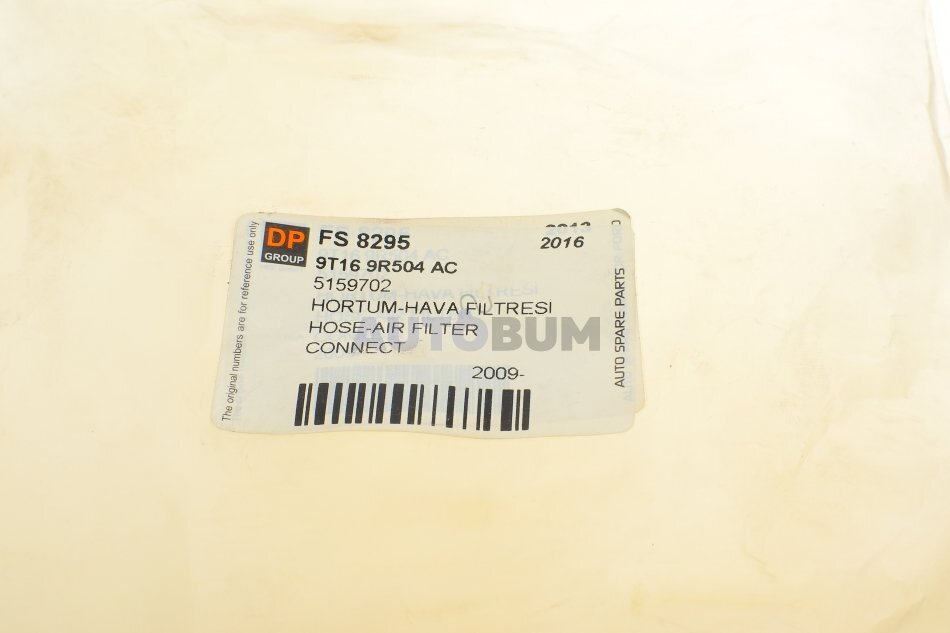 DP
GROUP
FS 8295
2016
9T16 9R504 AC
5159702
HORTUM-HAVA FILTRESI
HOSE-AIR FILTER
CONNECT
2009-
The original numbers are for reference use only
AUTO SPARE PARTS
AUTOBUM